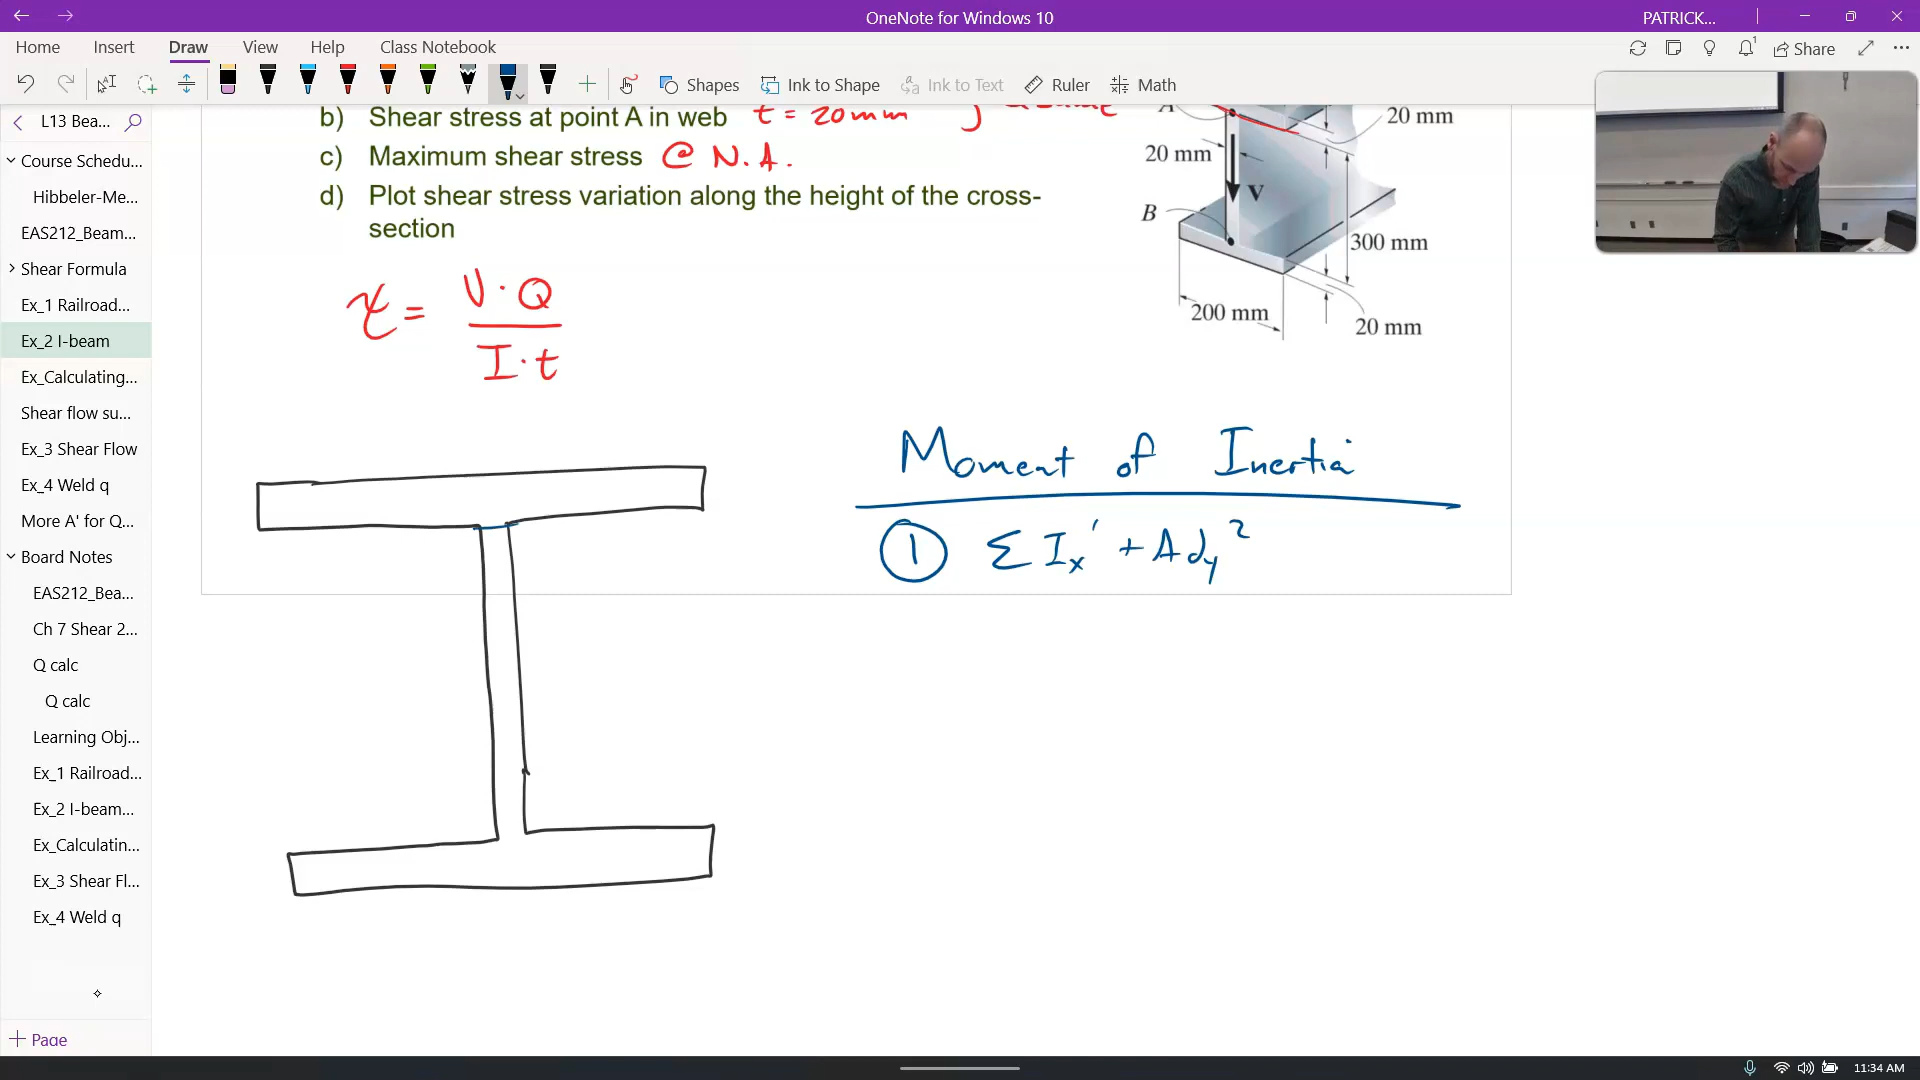 OneNote for Windows 10
PATRICK...
Home Insert Draw View Help Class Notebook
Share
Shapes Ink to Shape Ink to Text Ruler Math
L13 Bea...
Course Schedu...
Hibbeler-Me...
EAS212_Beam...
Shear Formula
Ex_1 Railroad...
Ex_2 I-beam
Ex_Calculating...
Shear flow su...
Ex_3 Shear Flow
Ex_4 Weld q
More A' for Q...
Board Notes
EAS212_Bea...
Ch 7 Shear 2...
Q calc
Q calc
Learning Obj...
Ex_1 Railroad...
Ex_2 I-beam...
Ex_Calculatin...
Ex_3 Shear Fl...
Ex_4 Weld q
Page
b) Shear stress at point A in web t = 20mm
c) Maximum shear stress @ N.A.
d) Plot shear stress variation along the height of the cross-
section
τ = V·Q / I·t
A
20 mm
20 mm
V
B
300 mm
200 mm
20 mm
Moment of Inertia
① Σ Ix' + Ady²
11:34 AM